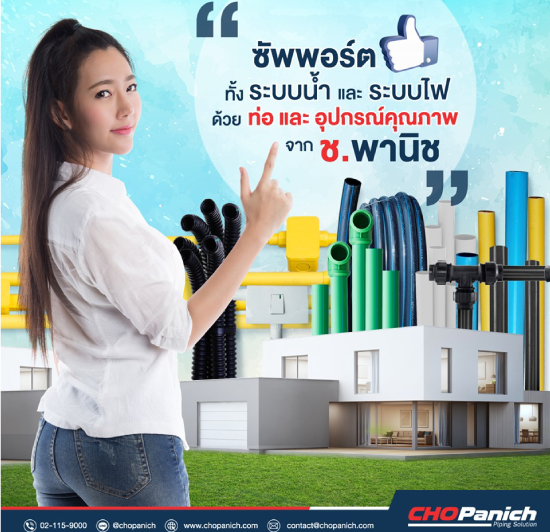 “
ซัพพอร์ต
ทั้ง ระบบน้ำ และ ระบบไฟ
ด้วย ท่อ และ อุปกรณ์คุณภาพ
จาก ช.พานิช
”
02-115-9000 @chopanich www.chopanich.com contact@chopanich.com
CHOPanich
Piping Solution